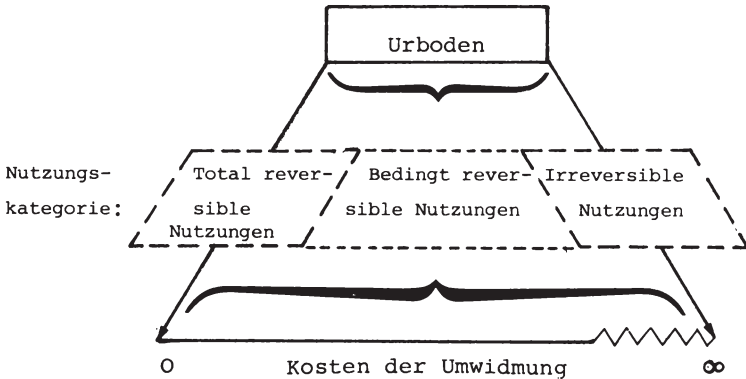 Urboden
Nutzungs-
kategorie:
Total rever-
sible
Nutzungen
Bedingt rever-
sible Nutzungen
Irreversible
Nutzungen
0
∞
Kosten der Umwidmung